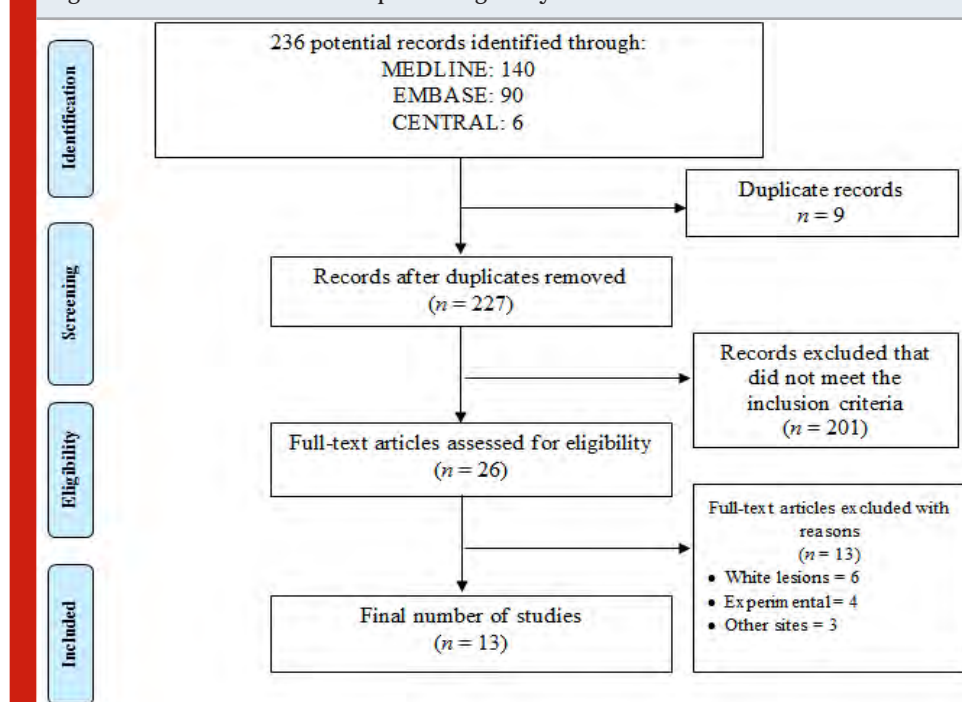 236 potential records identified through:
MEDLINE: 140
EMBASE: 90
CENTRAL: 6
Identification
Duplicate records
n = 9
Screening
Records after duplicates removed
(n = 227)
Records excluded that
did not meet the
inclusion criteria
(n = 201)
Eligibility
Full-text articles assessed for eligibility
(n = 26)
Full-text articles excluded with
reasons
(n = 13)
• White lesions = 6
• Experimental = 4
• Other sites = 3
Included
Final number of studies
(n = 13)